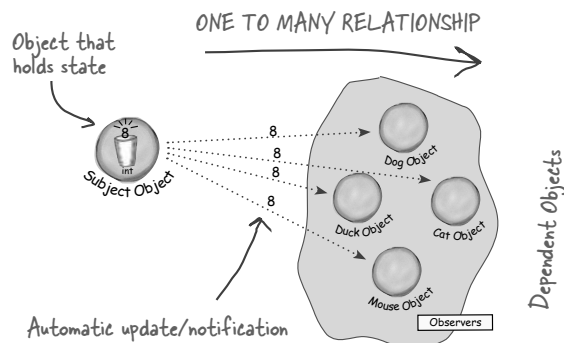 ONE TO MANY RELATIONSHIP
Object that
holds state
8
int
Subject Object
8
8
8
8
Dog Object
Duck Object
Cat Object
Mouse Object
Observers
Automatic update/notification
Dependent Objects